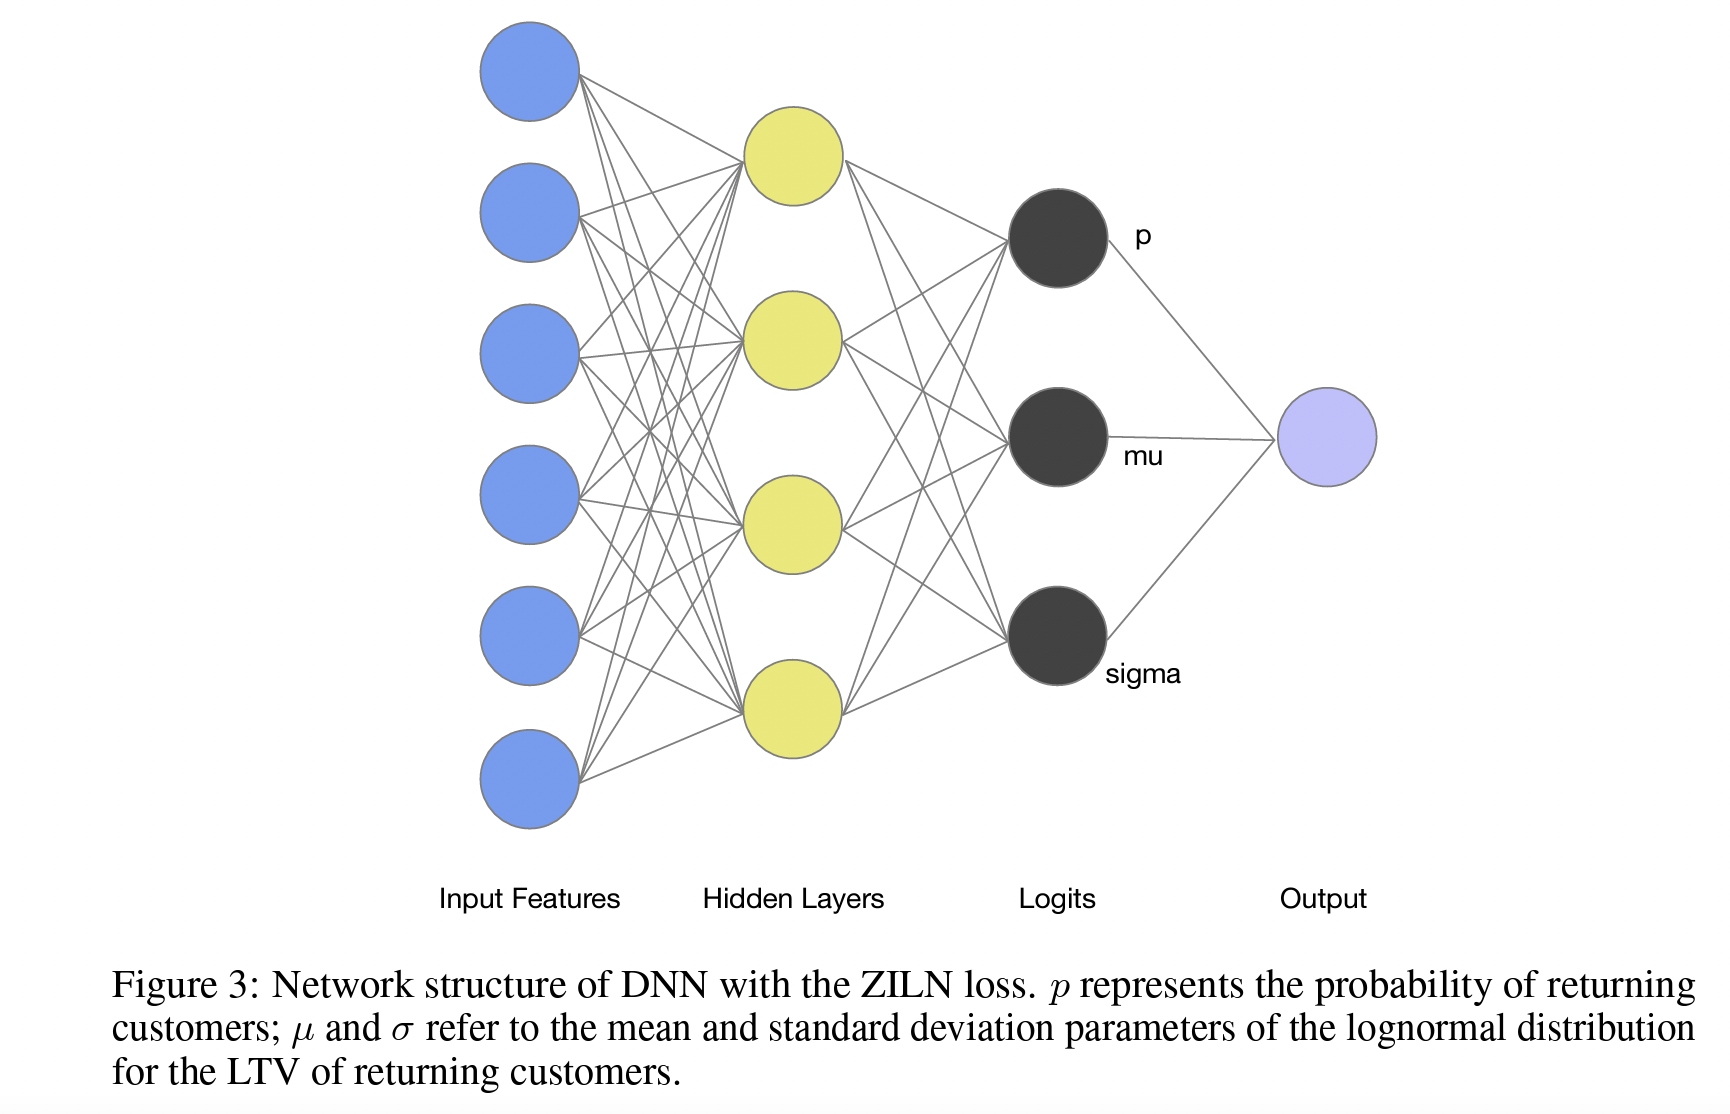 p
mu
sigma
Input Features Hidden Layers Logits Output
Figure 3: Network structure of DNN with the ZILN loss. p represents the probability of returning
customers; μ and σ refer to the mean and standard deviation parameters of the lognormal distribution
for the LTV of returning customers.